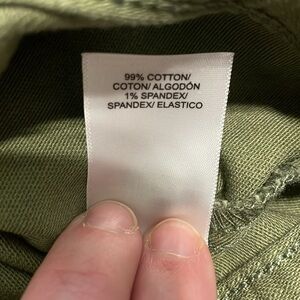 99% COTTON/
COTON/ ALGODÓN
1% SPANDEX/
SPANDEX/ ELASTICO